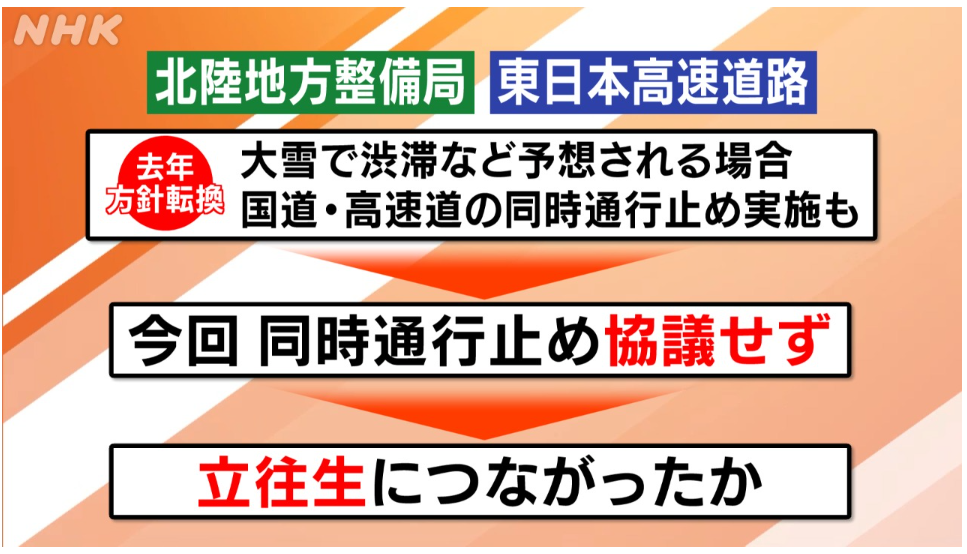 NHK
北陸地方整備局 東日本高速道路
去年
方針転換
大雪で渋滞など予想される場合
国道・高速道の同時通行止め実施も
今回 同時通行止め協議せず
立往生につながったか